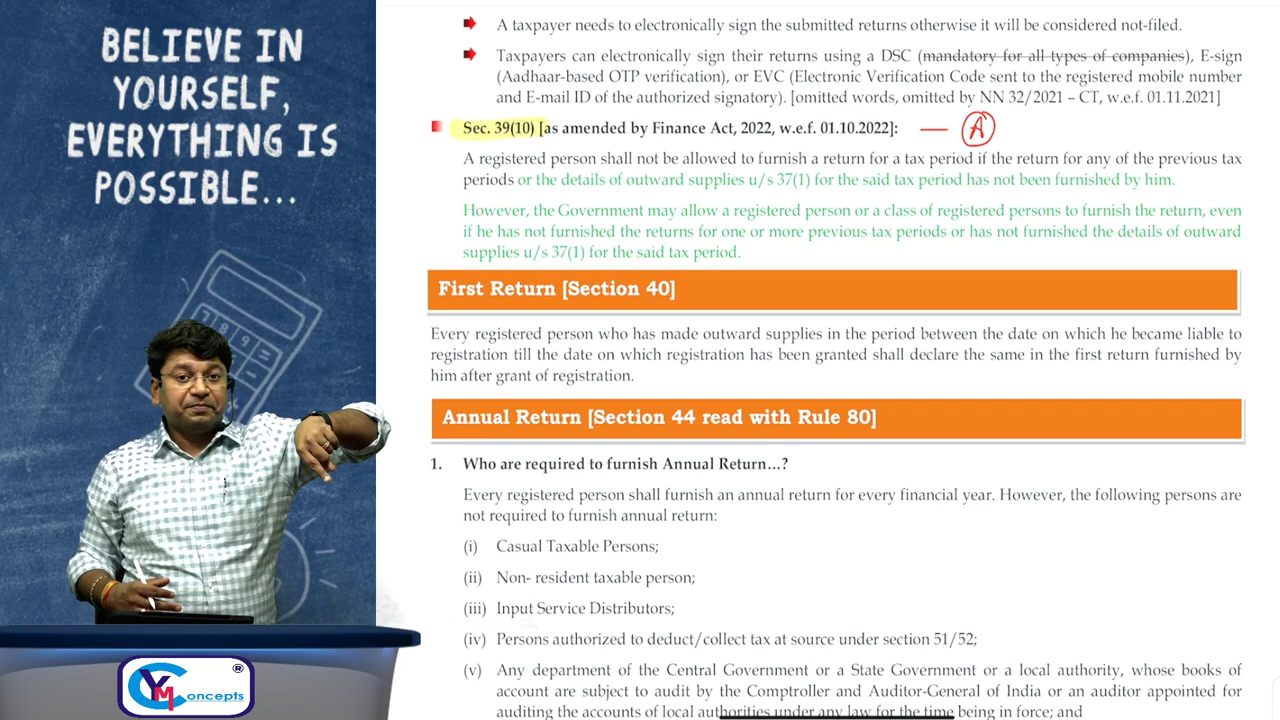 BELIEVE IN
YOURSELF,
EVERYTHING IS
POSSIBLE...
A taxpayer needs to electronically sign the submitted returns otherwise it will be considered not-filed.
Taxpayers can electronically sign their returns using a DSC (mandatory for all types of companies), E-sign
(Aadhaar-based OTP verification), or EVC (Electronic Verification Code sent to the registered mobile number
and E-mail ID of the authorized signatory). [omitted words, omitted by NN 32/2021 – CT, w.e.f. 01.11.2021]
Sec. 39(10) [as amended by Finance Act, 2022, w.e.f. 01.10.2022]: — A
A registered person shall not be allowed to furnish a return for a tax period if the return for any of the previous tax
periods or the details of outward supplies u/s 37(1) for the said tax period has not been furnished by him.
However, the Government may allow a registered person or a class of registered persons to furnish the return, even
if he has not furnished the returns for one or more previous tax periods or has not furnished the details of outward
supplies u/s 37(1) for the said tax period.
First Return [Section 40]
Every registered person who has made outward supplies in the period between the date on which he became liable to
registration till the date on which registration has been granted shall declare the same in the first return furnished by
him after grant of registration.
Annual Return [Section 44 read with Rule 80]
1. Who are required to furnish Annual Return…?
Every registered person shall furnish an annual return for every financial year. However, the following persons are
not required to furnish annual return:
(i) Casual Taxable Persons;
(ii) Non- resident taxable person;
(iii) Input Service Distributors;
(iv) Persons authorized to deduct/collect tax at source under section 51/52;
(v) Any department of the Central Government or a State Government or a local authority, whose books of
account are subject to audit by the Comptroller and Auditor-General of India or an auditor appointed for
auditing the accounts of local authorities under any law for the time being in force; and
YM Concepts ®